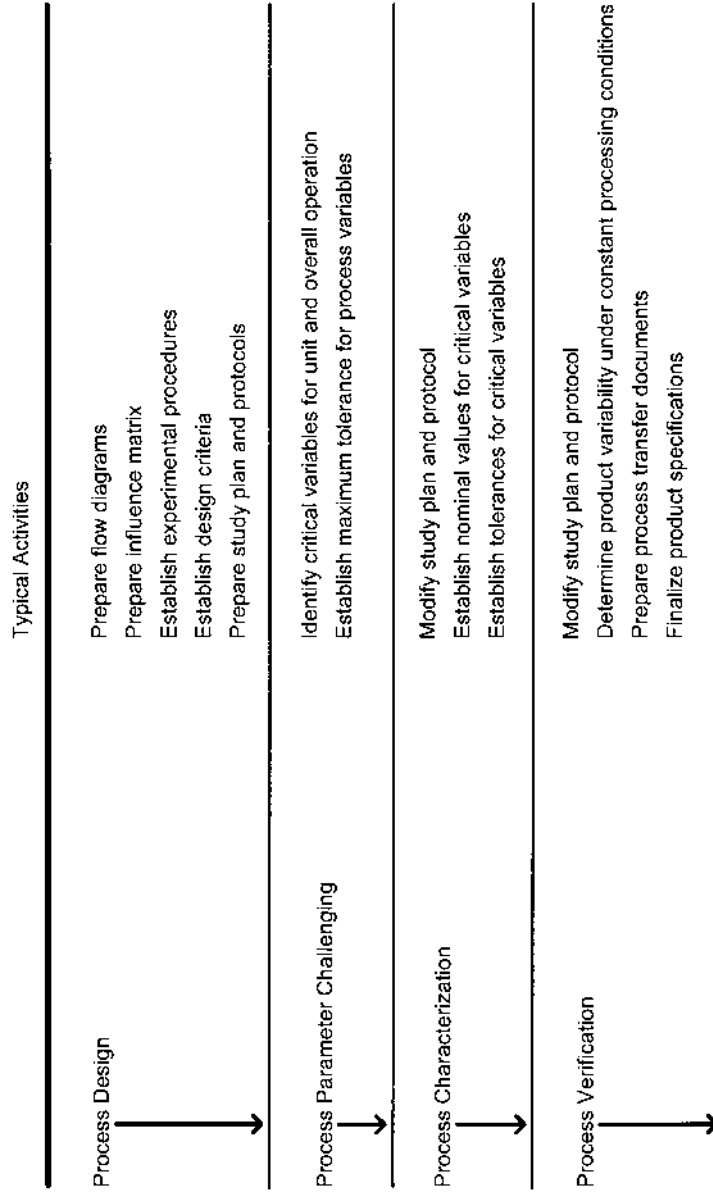 Typical Activities
Process Design
Prepare flow diagrams
Prepare influence matrix
Establish experimental procedures
Establish design criteria
Prepare study plan and protocols
Process Parameter Challenging
Identify critical variables for unit and overall operation
Establish maximum tolerance for process variables
Process Characterization
Modify study plan and protocol
Establish nominal values for critical variables
Establish tolerances for critical variables
Process Verification
Modify study plan and protocol
Determine product variability under constant processing conditions
Prepare process transfer documents
Finalize product specifications